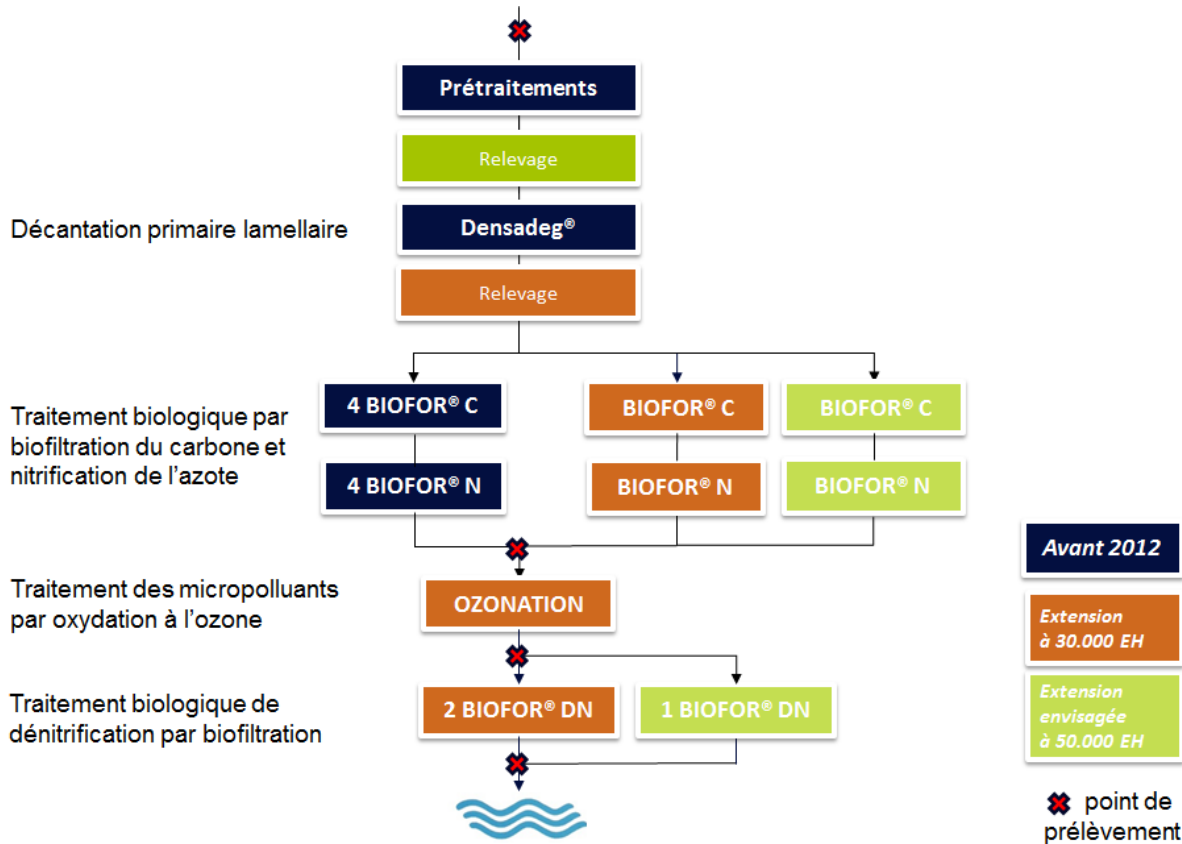 Prétraitements
Relevage
Décantation primaire lamellaire
Densadeg®
Relevage
4 BIOFOR® C
BIOFOR® C
BIOFOR® C
Traitement biologique par
biofiltration du carbone et
nitrification de l’azote
4 BIOFOR® N
BIOFOR® N
BIOFOR® N
Traitement des micropolluants
par oxydation à l’ozone
OZONATION
Traitement biologique de
dénitrification par biofiltration
2 BIOFOR® DN
1 BIOFOR® DN
Avant 2012
Extension
à 30.000 EH
Extension
envisagée
à 50.000 EH
point de
prélèvement